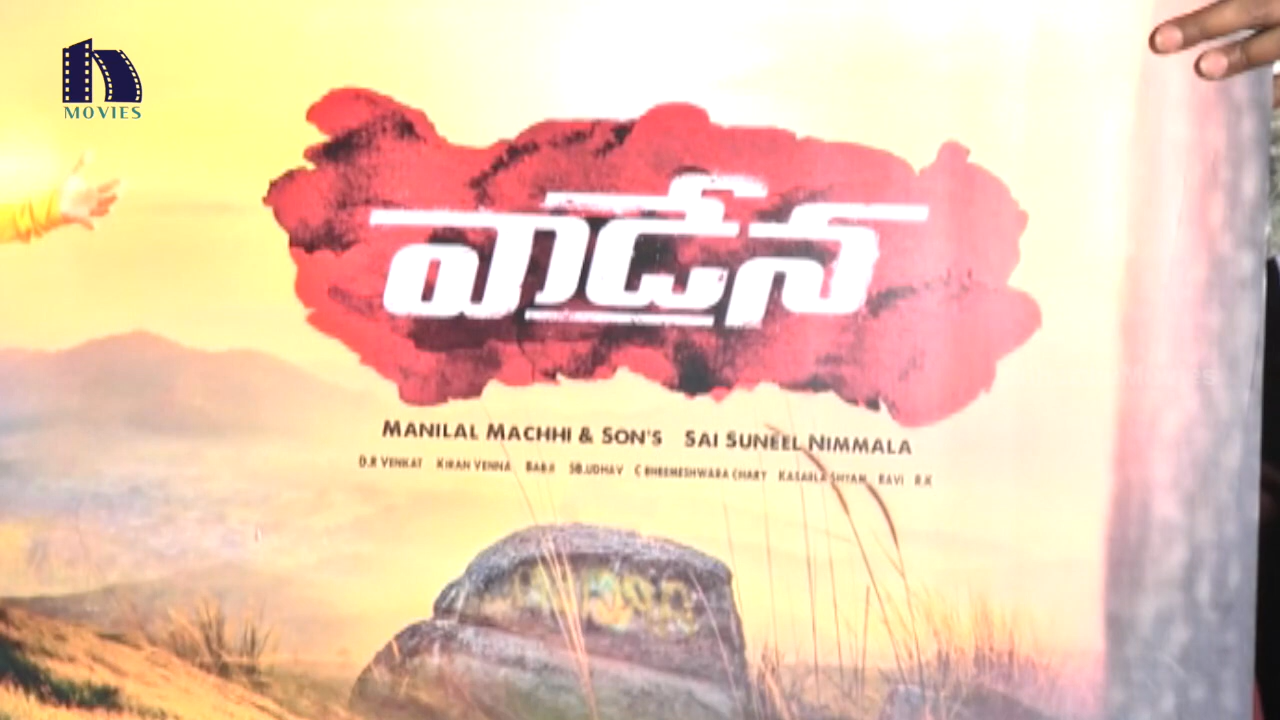 MOVIES
వాడేన
MANILAL MACHHI & SON'S SAI SUNEEL NIMMALA
D.R VENKAT KIRAN VENNA BABJI SB.UDHAV C BHEEMESHWARA CHARY KASARLA SHYAM RAVI R.K